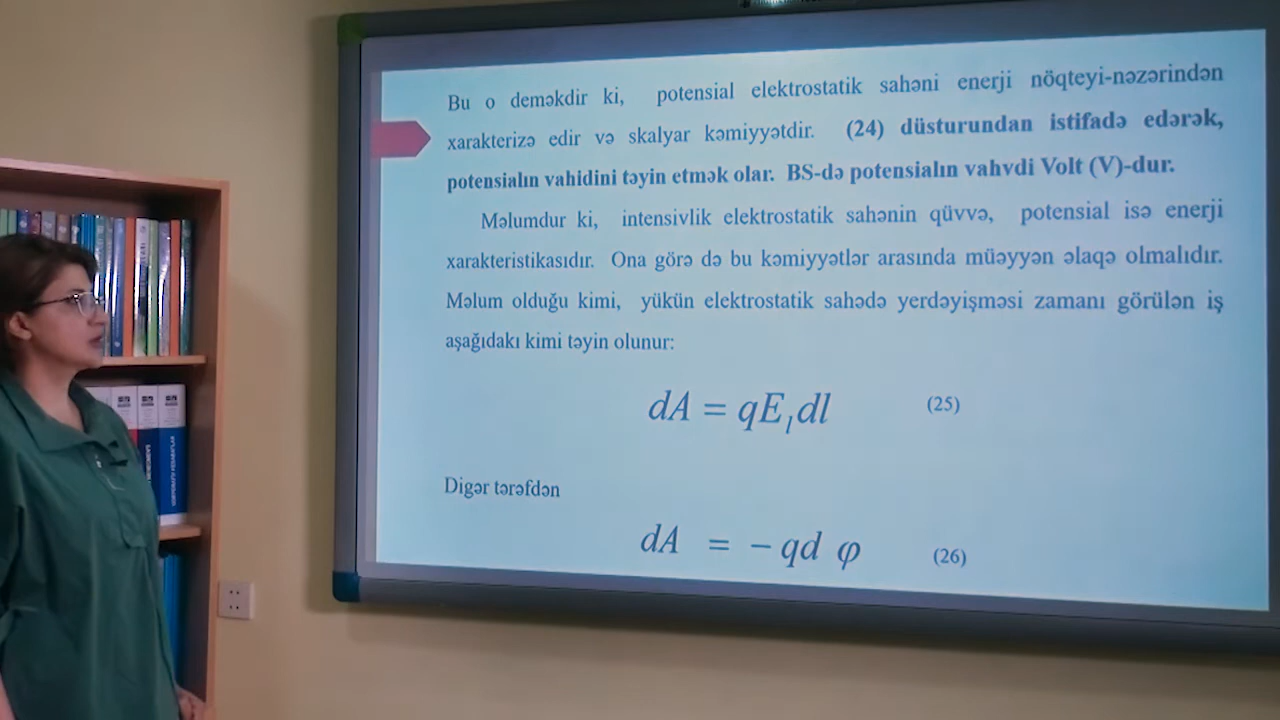 Bu o deməkdir ki, potensial elektrostatik sahəni enerji nöqteyi-nəzərindən
xarakterizə edir və skalyar kəmiyyətdir. (24) düsturundan istifadə edərək,
potensialın vahidini təyin etmək olar. BS-də potensialın vahvdi Volt (V)-dur.
Məlumdur ki, intensivlik elektrostatik sahənin qüvvə, potensial isə enerji
xarakteristikasıdır. Ona görə də bu kəmiyyətlər arasında müəyyən əlaqə olmalıdır.
Məlum olduğu kimi, yükün elektrostatik sahədə yerdəyişməsi zamanı görülən iş
aşağıdakı kimi təyin olunur:
dA = qE_l dl (25)
Digər tərəfdən
dA = − qd φ (26)